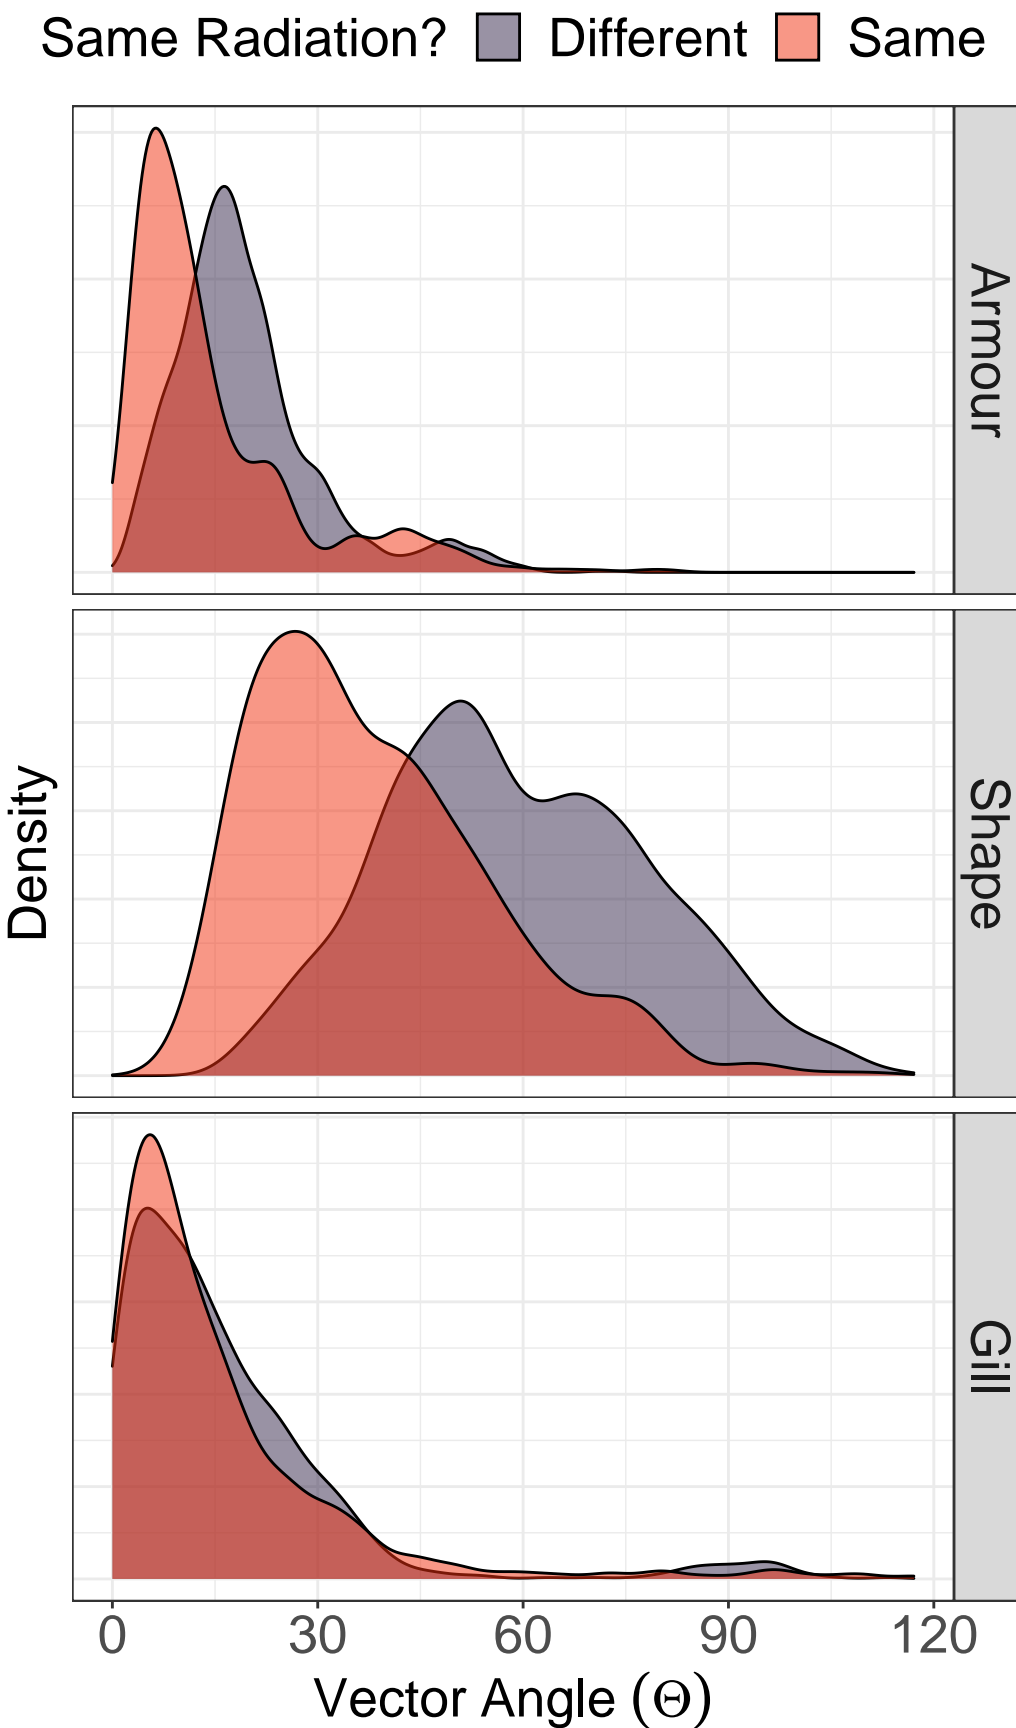 Same Radiation? Different Same
Armour
Shape
Gill
Density
0 30 60 90 120
Vector Angle (Θ)